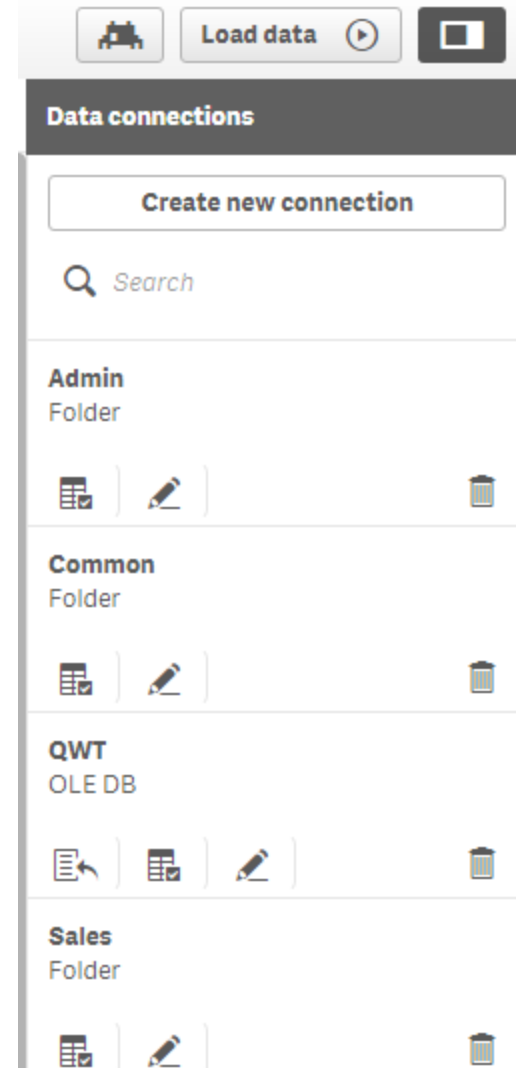 Load data
Data connections
Create new connection
Search
Admin
Folder
Common
Folder
QWT
OLE DB
Sales
Folder